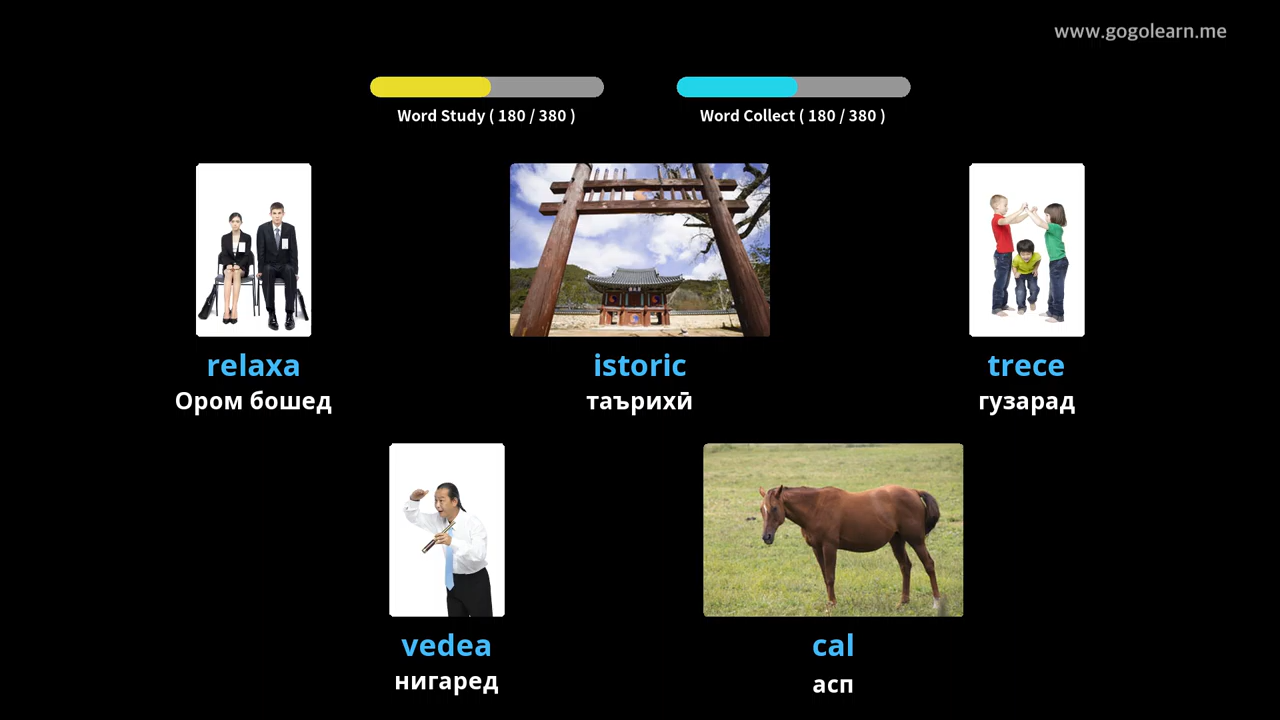 www.gogolearn.me
Word Study ( 180 / 380 )
Word Collect ( 180 / 380 )
relaxa
Ором бошед
istoric
таърихӣ
trece
гузарад
vedea
нигаред
cal
асп